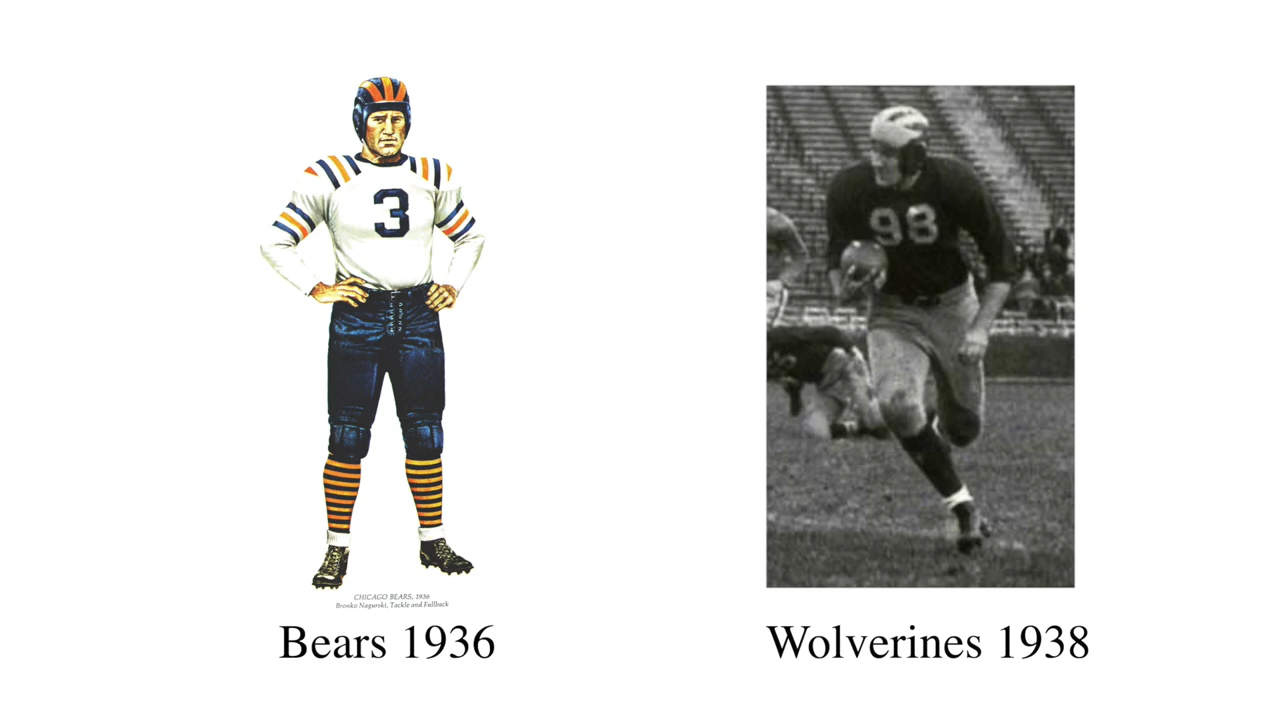 3
98
CHICAGO BEARS, 1936
Bronko Nagurski, Tackle and Fullback
Bears 1936
Wolverines 1938